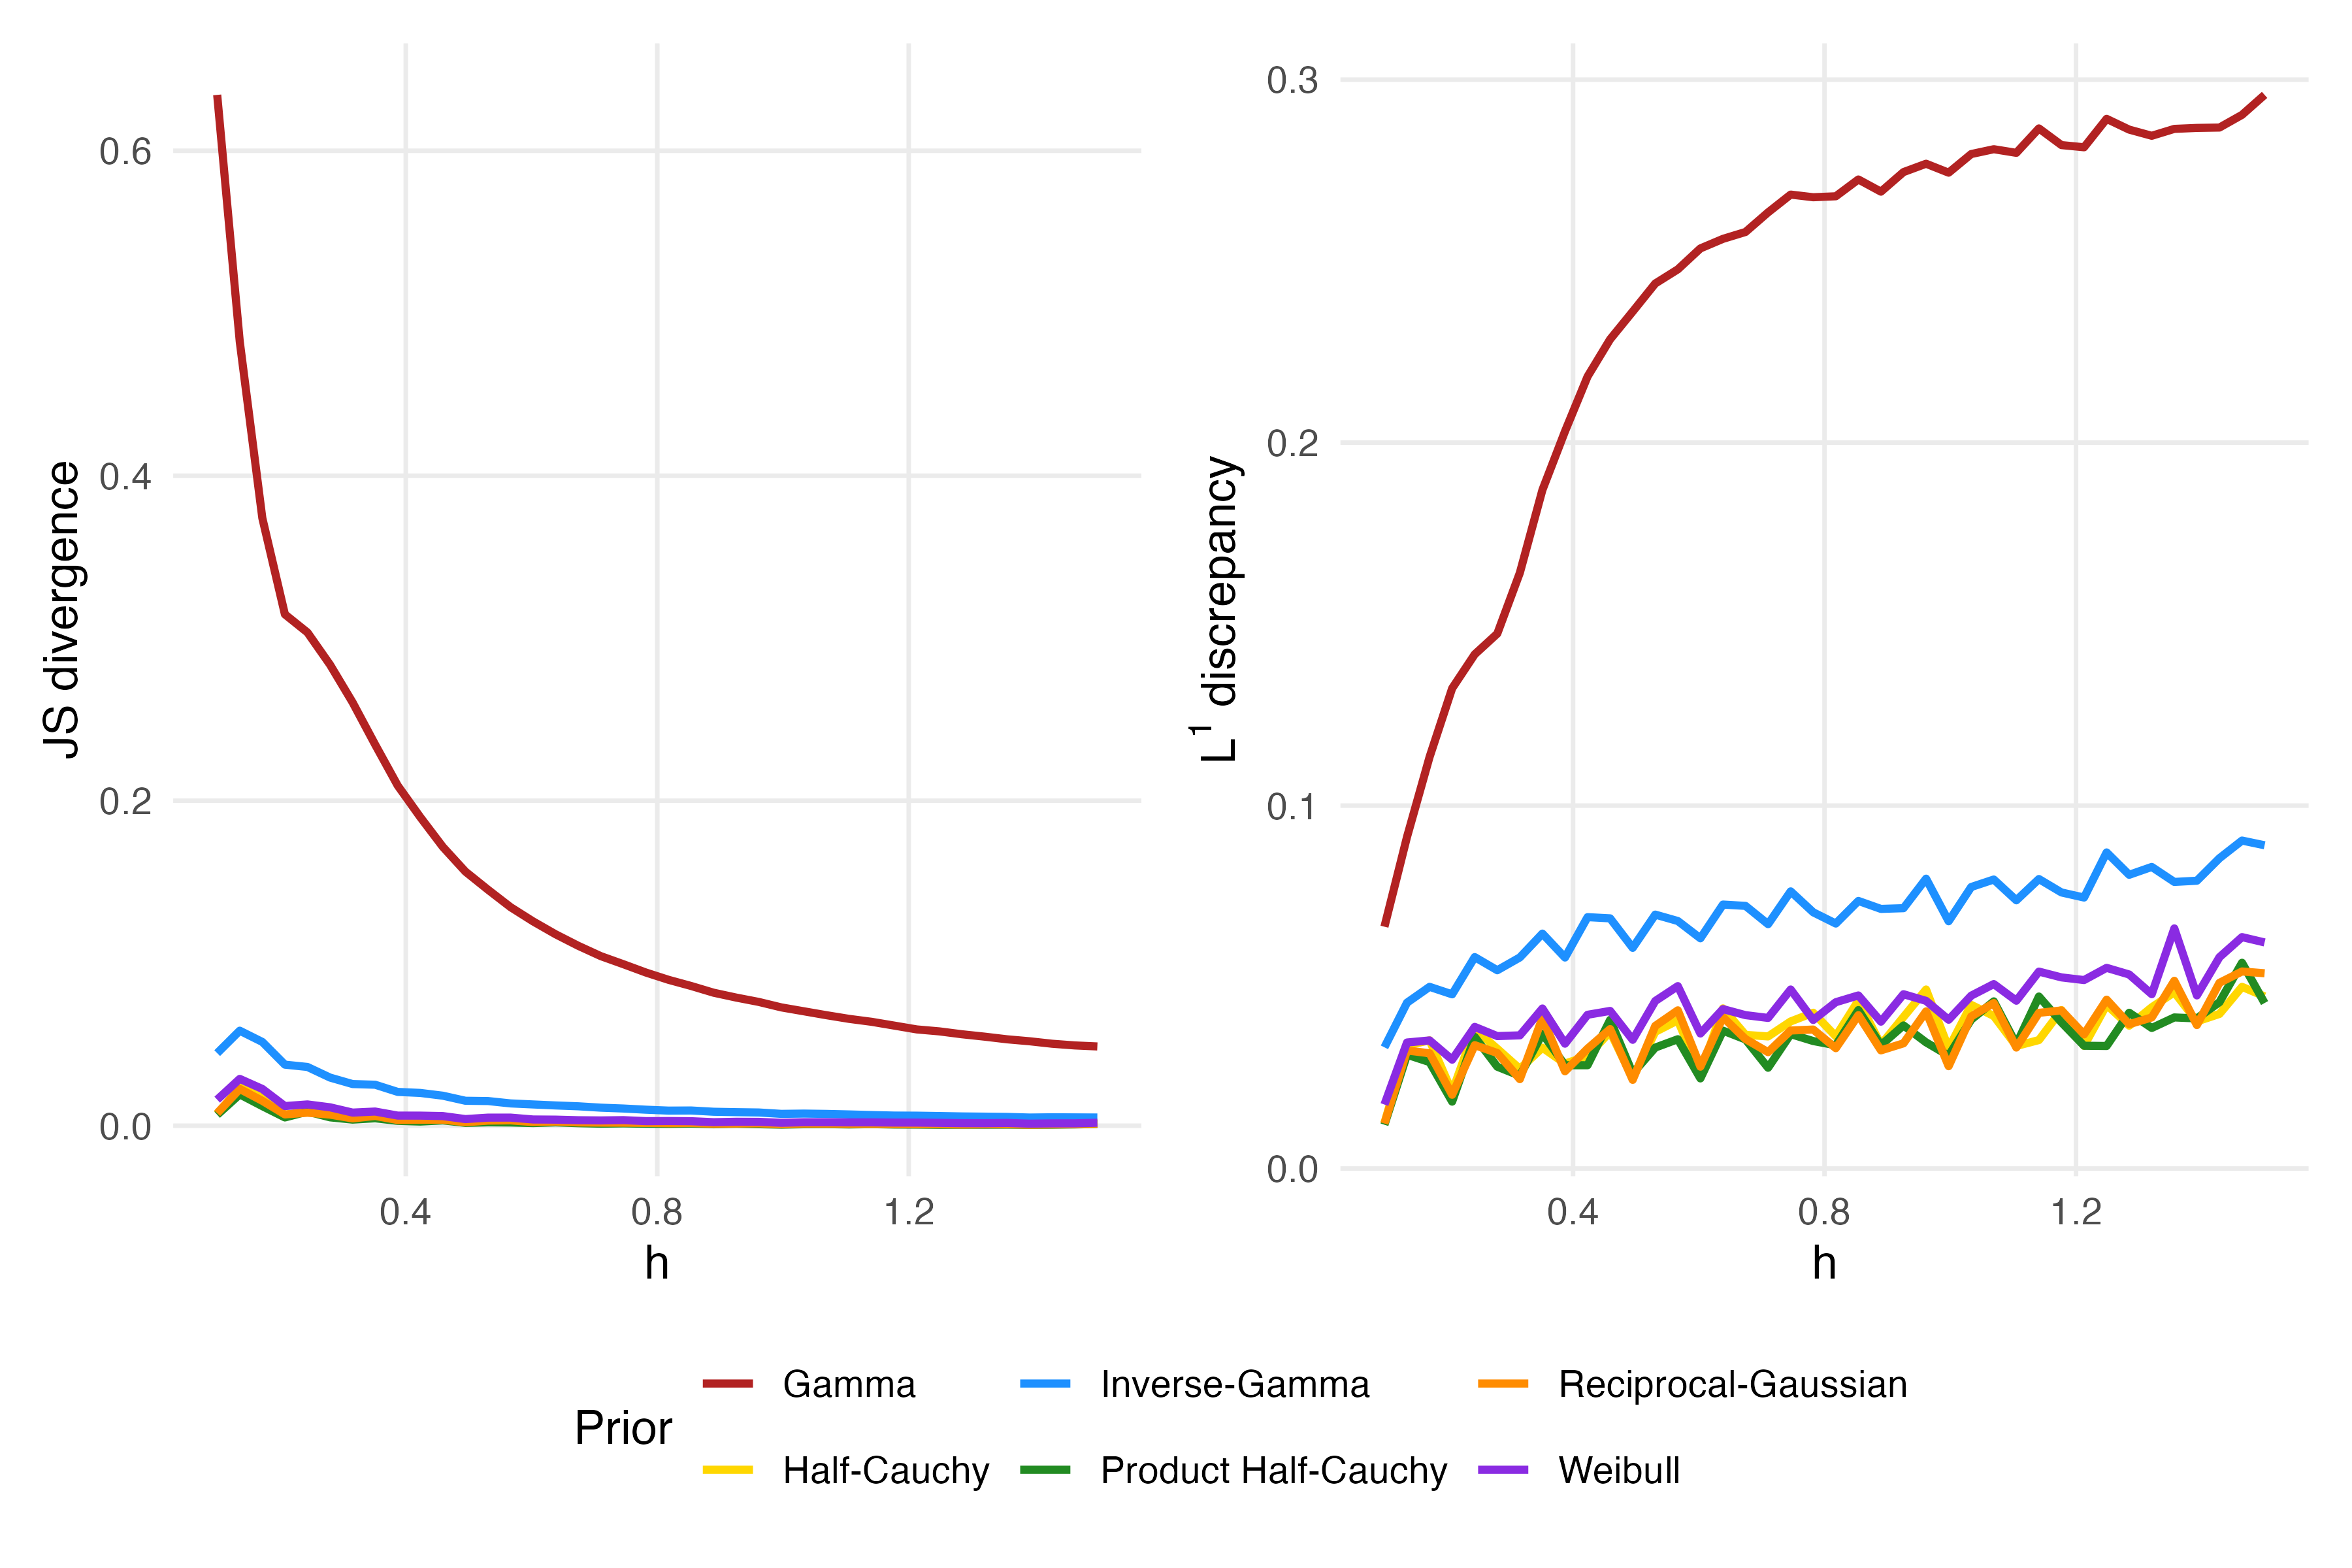 JS divergence
0.6
0.4
0.2
0.0
0.4 0.8 1.2
h
L¹ discrepancy
0.3
0.2
0.1
0.0
0.4 0.8 1.2
h
Prior
Gamma Inverse-Gamma Reciprocal-Gaussian
Half-Cauchy Product Half-Cauchy Weibull